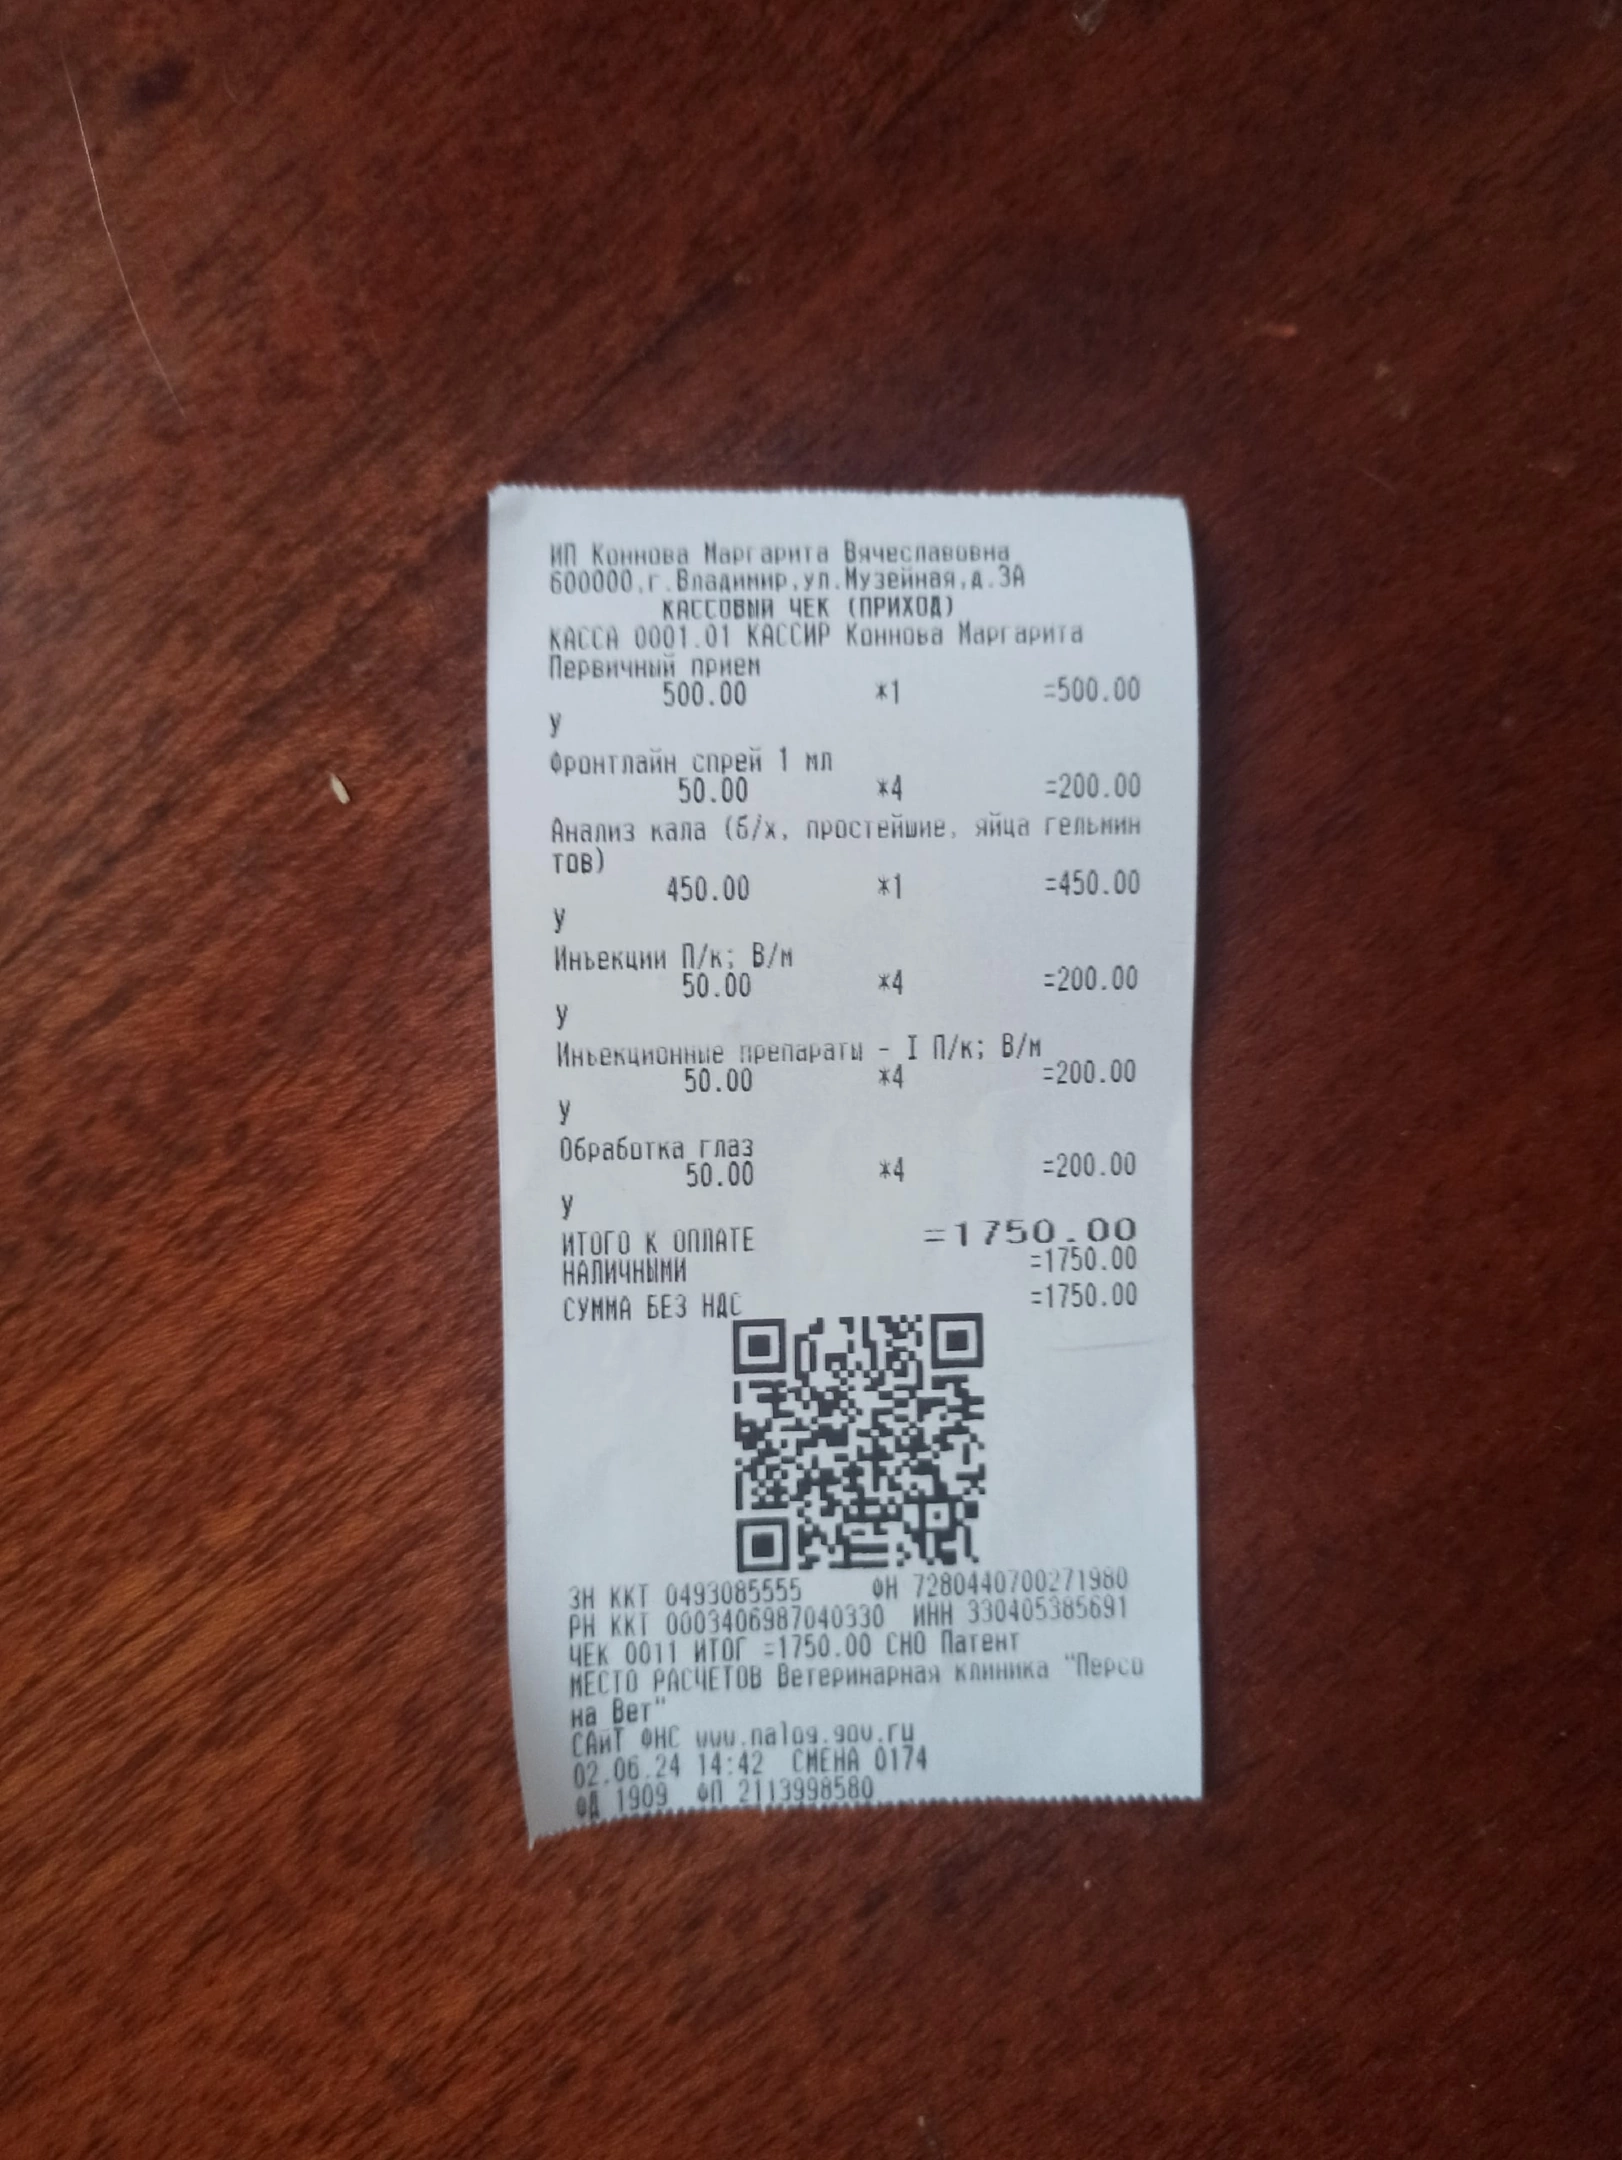 ИП Коннова Маргарита Вячеславовна
600000,г.Владимир,ул.Музейная,д.3А
КАССОВЫЙ ЧЕК (ПРИХОД)
КАССА 0001.01 КАССИР Коннова Маргарита
Первичный прием
500.00 *1 =500.00
У
Фронтлайн спрей 1 мл
50.00 *4 =200.00
Анализ кала (б/х, простейшие, яйца гельмин
тов)
450.00 *1 =450.00
У
Инъекции П/к; В/м
50.00 *4 =200.00
У
Инъекционные препараты - I П/к; В/м
50.00 *4 =200.00
У
Обработка глаз
50.00 *4 =200.00
У
ИТОГО К ОПЛАТЕ =1750.00
НАЛИЧНЫМИ =1750.00
СУММА БЕЗ НДС =1750.00
ЗН ККТ 0493085555 ФН 7280440700271980
РН ККТ 0003406987040330 ИНН 330405385691
ЧЕК 0011 ИТОГ =1750.00 СНО Патент
МЕСТО РАСЧЕТОВ Ветеринарная клиника "Персо
на Вет"
САЙТ ФНС www.nalog.gov.ru
02.06.24 14:42 СМЕНА 0174
ФД 1909 ФП 2113998580